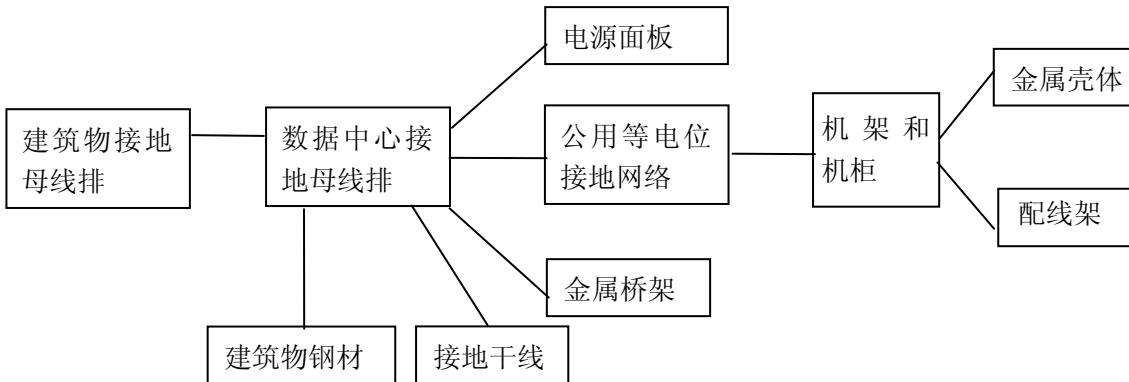 电源面板
金属壳体
建筑物接地
母线排
数据中心接
地母线排
公用等电位
接地网络
机架和
机柜
配线架
金属桥架
建筑物钢材
接地干线